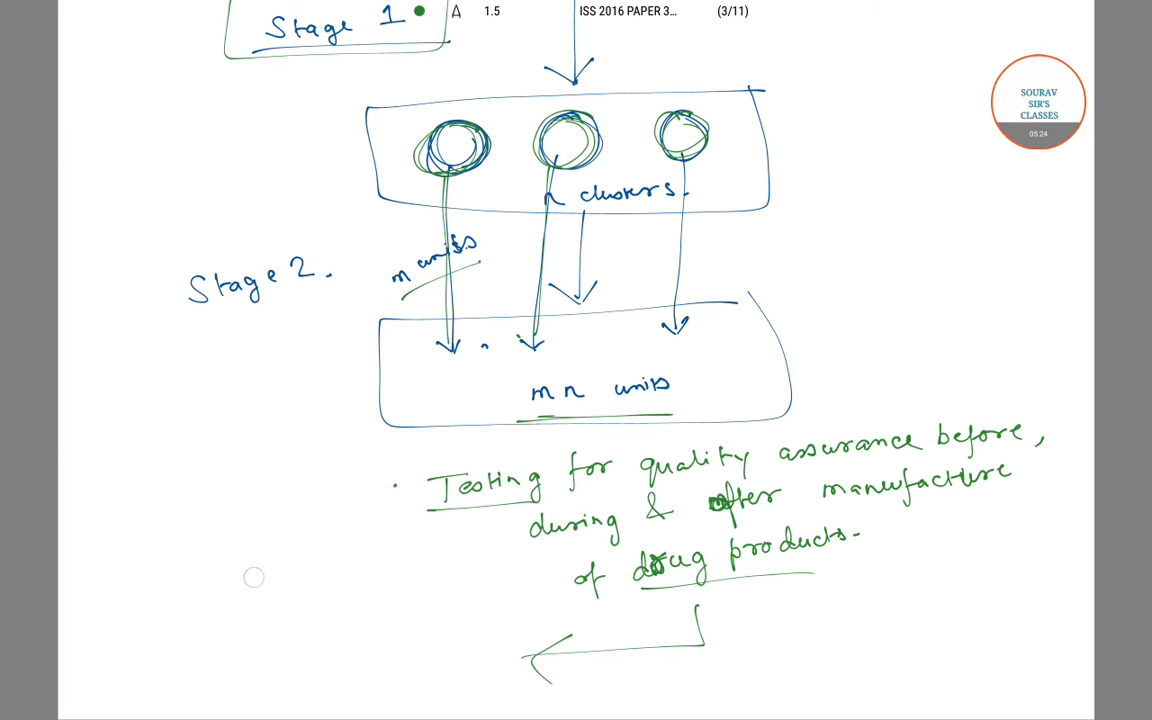 Stage 1
A 1.5 ISS 2016 PAPER 3... (3/11)
SOURAV
SIR'S
CLASSES
05:24
n clusters.
m units
Stage 2.
m n units
. Testing for quality assurance before,
during & after manufacture
of drug products.